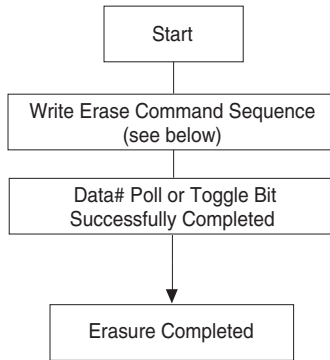 Start
Write Erase Command Sequence
(see below)
Data# Poll or Toggle Bit
Successfully Completed
Erasure Completed